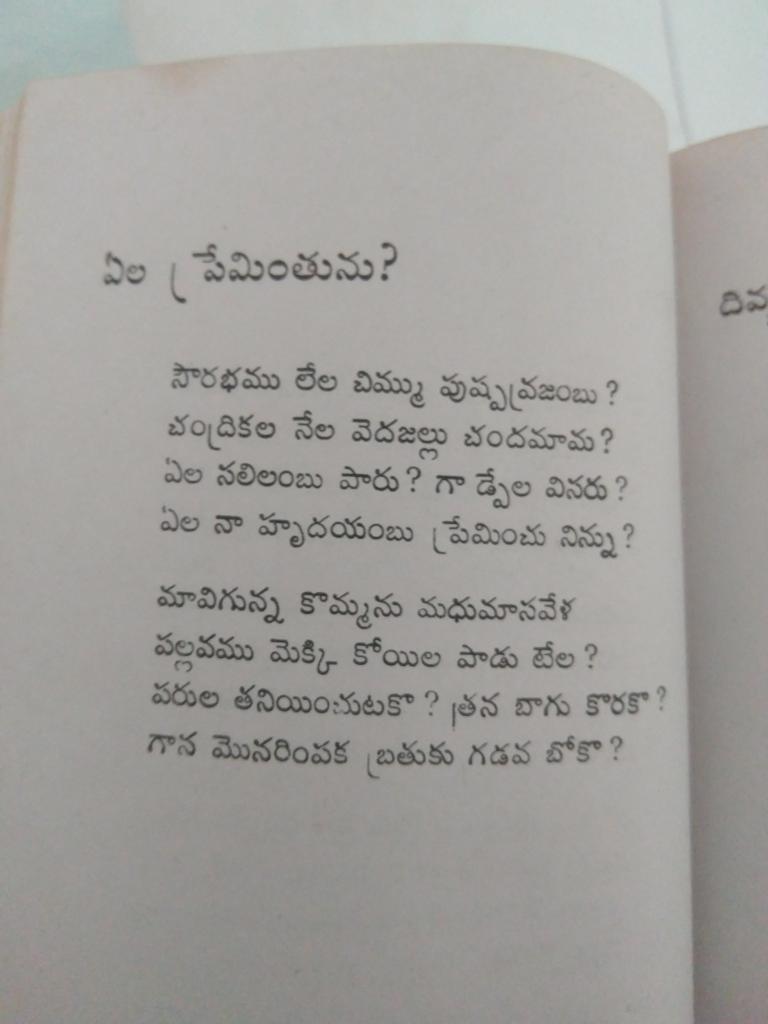 ఏల ప్రేమింతును?
సౌరభము లేల చిమ్ము పుష్పవ్రజంబు?
చంద్రికల నేల వెదజల్లు చందమామ?
ఏల సలిలంబు పారు? గా డ్పేల విసరు?
ఏల నా హృదయంబు ప్రేమించు నిన్ను?
మావిగున్న కొమ్మను మధుమాసవేళ
పల్లవము మెక్కి కోయిల పాడు టేల?
పరుల తనియించుటకొ? తన బాగు కొరకొ?
గాన మొనరింపక బ్రతుకు గడవ బోకొ?